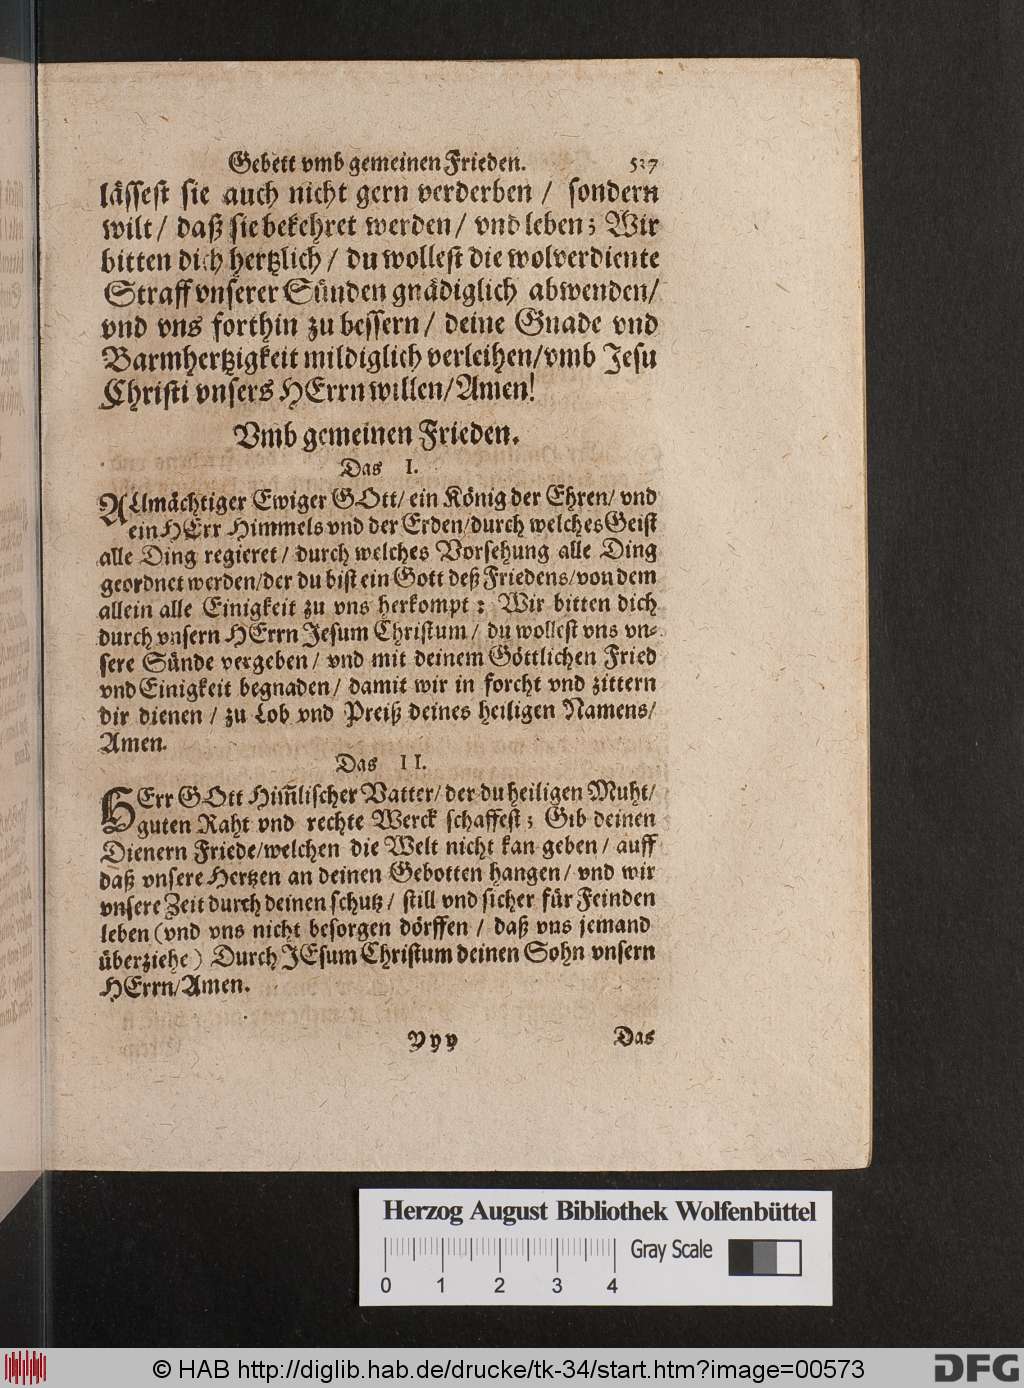 Gebett vmb gemeinen Frieden. 527
lässest sie auch nicht gern verderben / sondern
wilt / daß sie bekehret werden / vnd leben; Wir
bitten dich hertzlich / du wollest die wolverdiente
Straff vnserer Sünden gnädiglich abwenden /
vnd vns forthin zu bessern / deine Gnade vnd
Barmhertzigkeit mildiglich verleihen / vmb Jesu
Christi vnsers HErrn willen / Amen!
Vmb gemeinen Frieden.
Das I.
ALlmächtiger Ewiger GOtt / ein König der Ehren / vnd
ein HErr Himmels vnd der Erden / durch welches Geist
alle Ding regieret / durch welches Vorsehung alle Ding
geordnet werden / der du bist ein Gott deß Friedens / von dem
allein alle Einigkeit zu vns herkompt: Wir bitten dich
durch vnsern HErrn Jesum Christum / du wollest vns vn-
sere Sünde vergeben / vnd mit deinem Göttlichen Fried
vnd Einigkeit begnaden / damit wir in forcht vnd zittern
dir dienen / zu Lob vnd Preiß deines heiligen Namens /
Amen.
Das II.
HErr GOtt Him̃lischer Vatter / der du heiligen Muht /
guten Raht vnd rechte Werck schaffest; Gib deinen
Dienern Friede / welchen die Welt nicht kan geben / auff
daß vnsere Hertzen an deinen Gebotten hangen / vnd wir
vnsere Zeit durch deinen schutz / still vnd sicher für Feinden
leben (vnd vns nicht besorgen dörffen / daß vns jemand
überziehe) Durch JEsum Christum deinen Sohn vnsern
HErrn / Amen.
Yyy Das
Herzog August Bibliothek Wolfenbüttel
Gray Scale
0 1 2 3 4
© HAB http://diglib.hab.de/drucke/tk-34/start.htm?image=00573
DFG